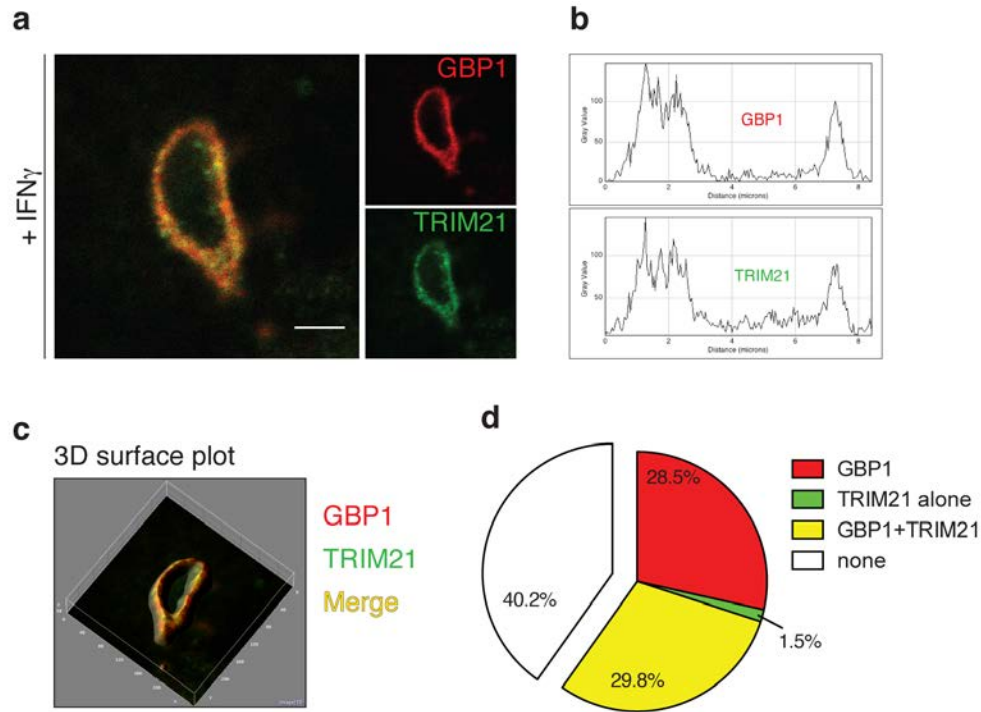 a
+ IFNγ
GBP1
TRIM21
b
100
50
Gray Value
GBP1
0
2
4
6
8
Distance (microns)
100
50
Gray Value
TRIM21
0
2
4
6
8
Distance (microns)
c
3D surface plot
GBP1
TRIM21
Merge
d
28.5%
40.2%
29.8%
1.5%
GBP1
TRIM21 alone
GBP1+TRIM21
none